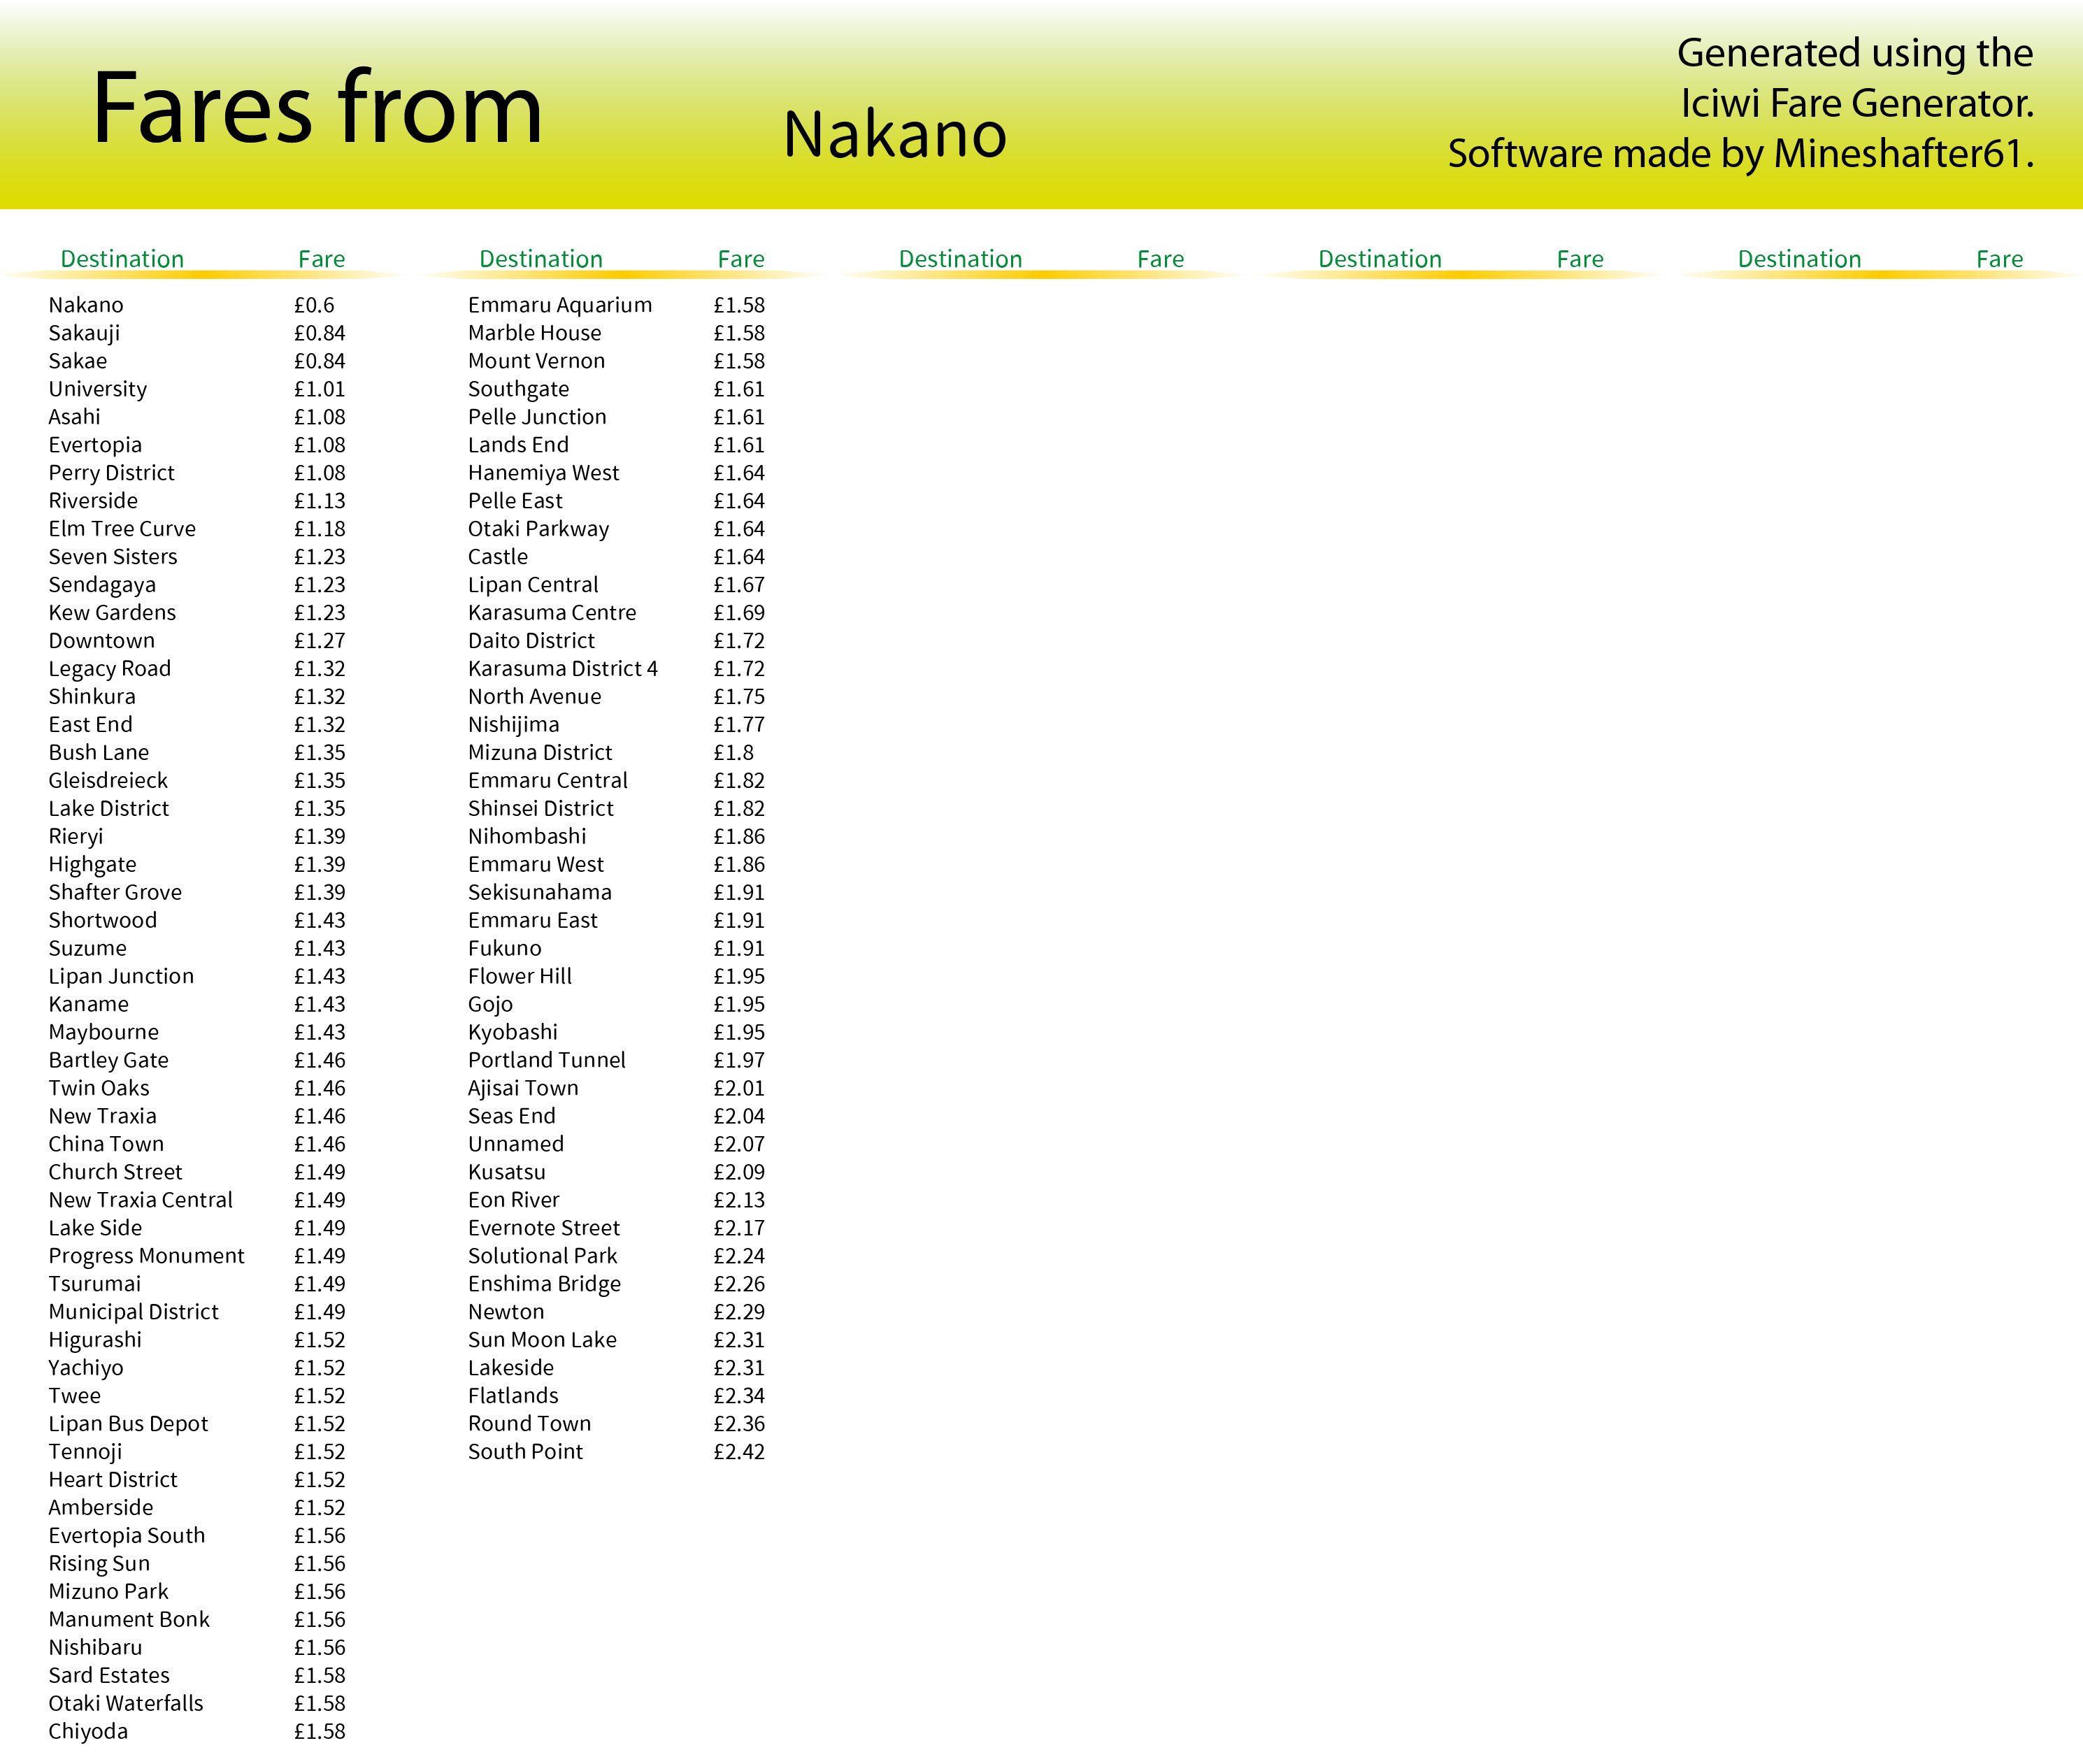 Fares from
Nakano
Generated using the
Iciwi Fare Generator.
Software made by Mineshafter61.
Destination Fare Destination Fare Destination Fare Destination Fare Destination Fare
Nakano £0.6
Sakauji £0.84
Sakae £0.84
University £1.01
Asahi £1.08
Evertopia £1.08
Perry District £1.08
Riverside £1.13
Elm Tree Curve £1.18
Seven Sisters £1.23
Sendagaya £1.23
Kew Gardens £1.23
Downtown £1.27
Legacy Road £1.32
Shinkura £1.32
East End £1.32
Bush Lane £1.35
Gleisdreieck £1.35
Lake District £1.35
Rieryi £1.39
Highgate £1.39
Shafter Grove £1.39
Shortwood £1.43
Suzume £1.43
Lipan Junction £1.43
Kaname £1.43
Maybourne £1.43
Bartley Gate £1.46
Twin Oaks £1.46
New Traxia £1.46
China Town £1.46
Church Street £1.49
New Traxia Central £1.49
Lake Side £1.49
Progress Monument £1.49
Tsurumai £1.49
Municipal District £1.49
Higurashi £1.52
Yachiyo £1.52
Twee £1.52
Lipan Bus Depot £1.52
Tennoji £1.52
Heart District £1.52
Amberside £1.52
Evertopia South £1.56
Rising Sun £1.56
Mizuno Park £1.56
Manument Bonk £1.56
Nishibaru £1.56
Sard Estates £1.58
Otaki Waterfalls £1.58
Chiyoda £1.58
Emmaru Aquarium £1.58
Marble House £1.58
Mount Vernon £1.58
Southgate £1.61
Pelle Junction £1.61
Lands End £1.61
Hanemiya West £1.64
Pelle East £1.64
Otaki Parkway £1.64
Castle £1.64
Lipan Central £1.67
Karasuma Centre £1.69
Daito District £1.72
Karasuma District 4 £1.72
North Avenue £1.75
Nishijima £1.77
Mizuna District £1.8
Emmaru Central £1.82
Shinsei District £1.82
Nihombashi £1.86
Emmaru West £1.86
Sekisunahama £1.91
Emmaru East £1.91
Fukuno £1.91
Flower Hill £1.95
Gojo £1.95
Kyobashi £1.95
Portland Tunnel £1.97
Ajisai Town £2.01
Seas End £2.04
Unnamed £2.07
Kusatsu £2.09
Eon River £2.13
Evernote Street £2.17
Solutional Park £2.24
Enshima Bridge £2.26
Newton £2.29
Sun Moon Lake £2.31
Lakeside £2.31
Flatlands £2.34
Round Town £2.36
South Point £2.42